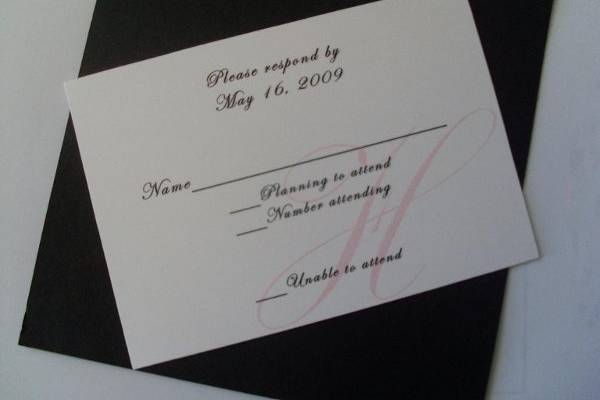 Please respond by
May 16, 2009
Name
Planning to attend
Number attending
Unable to attend
H